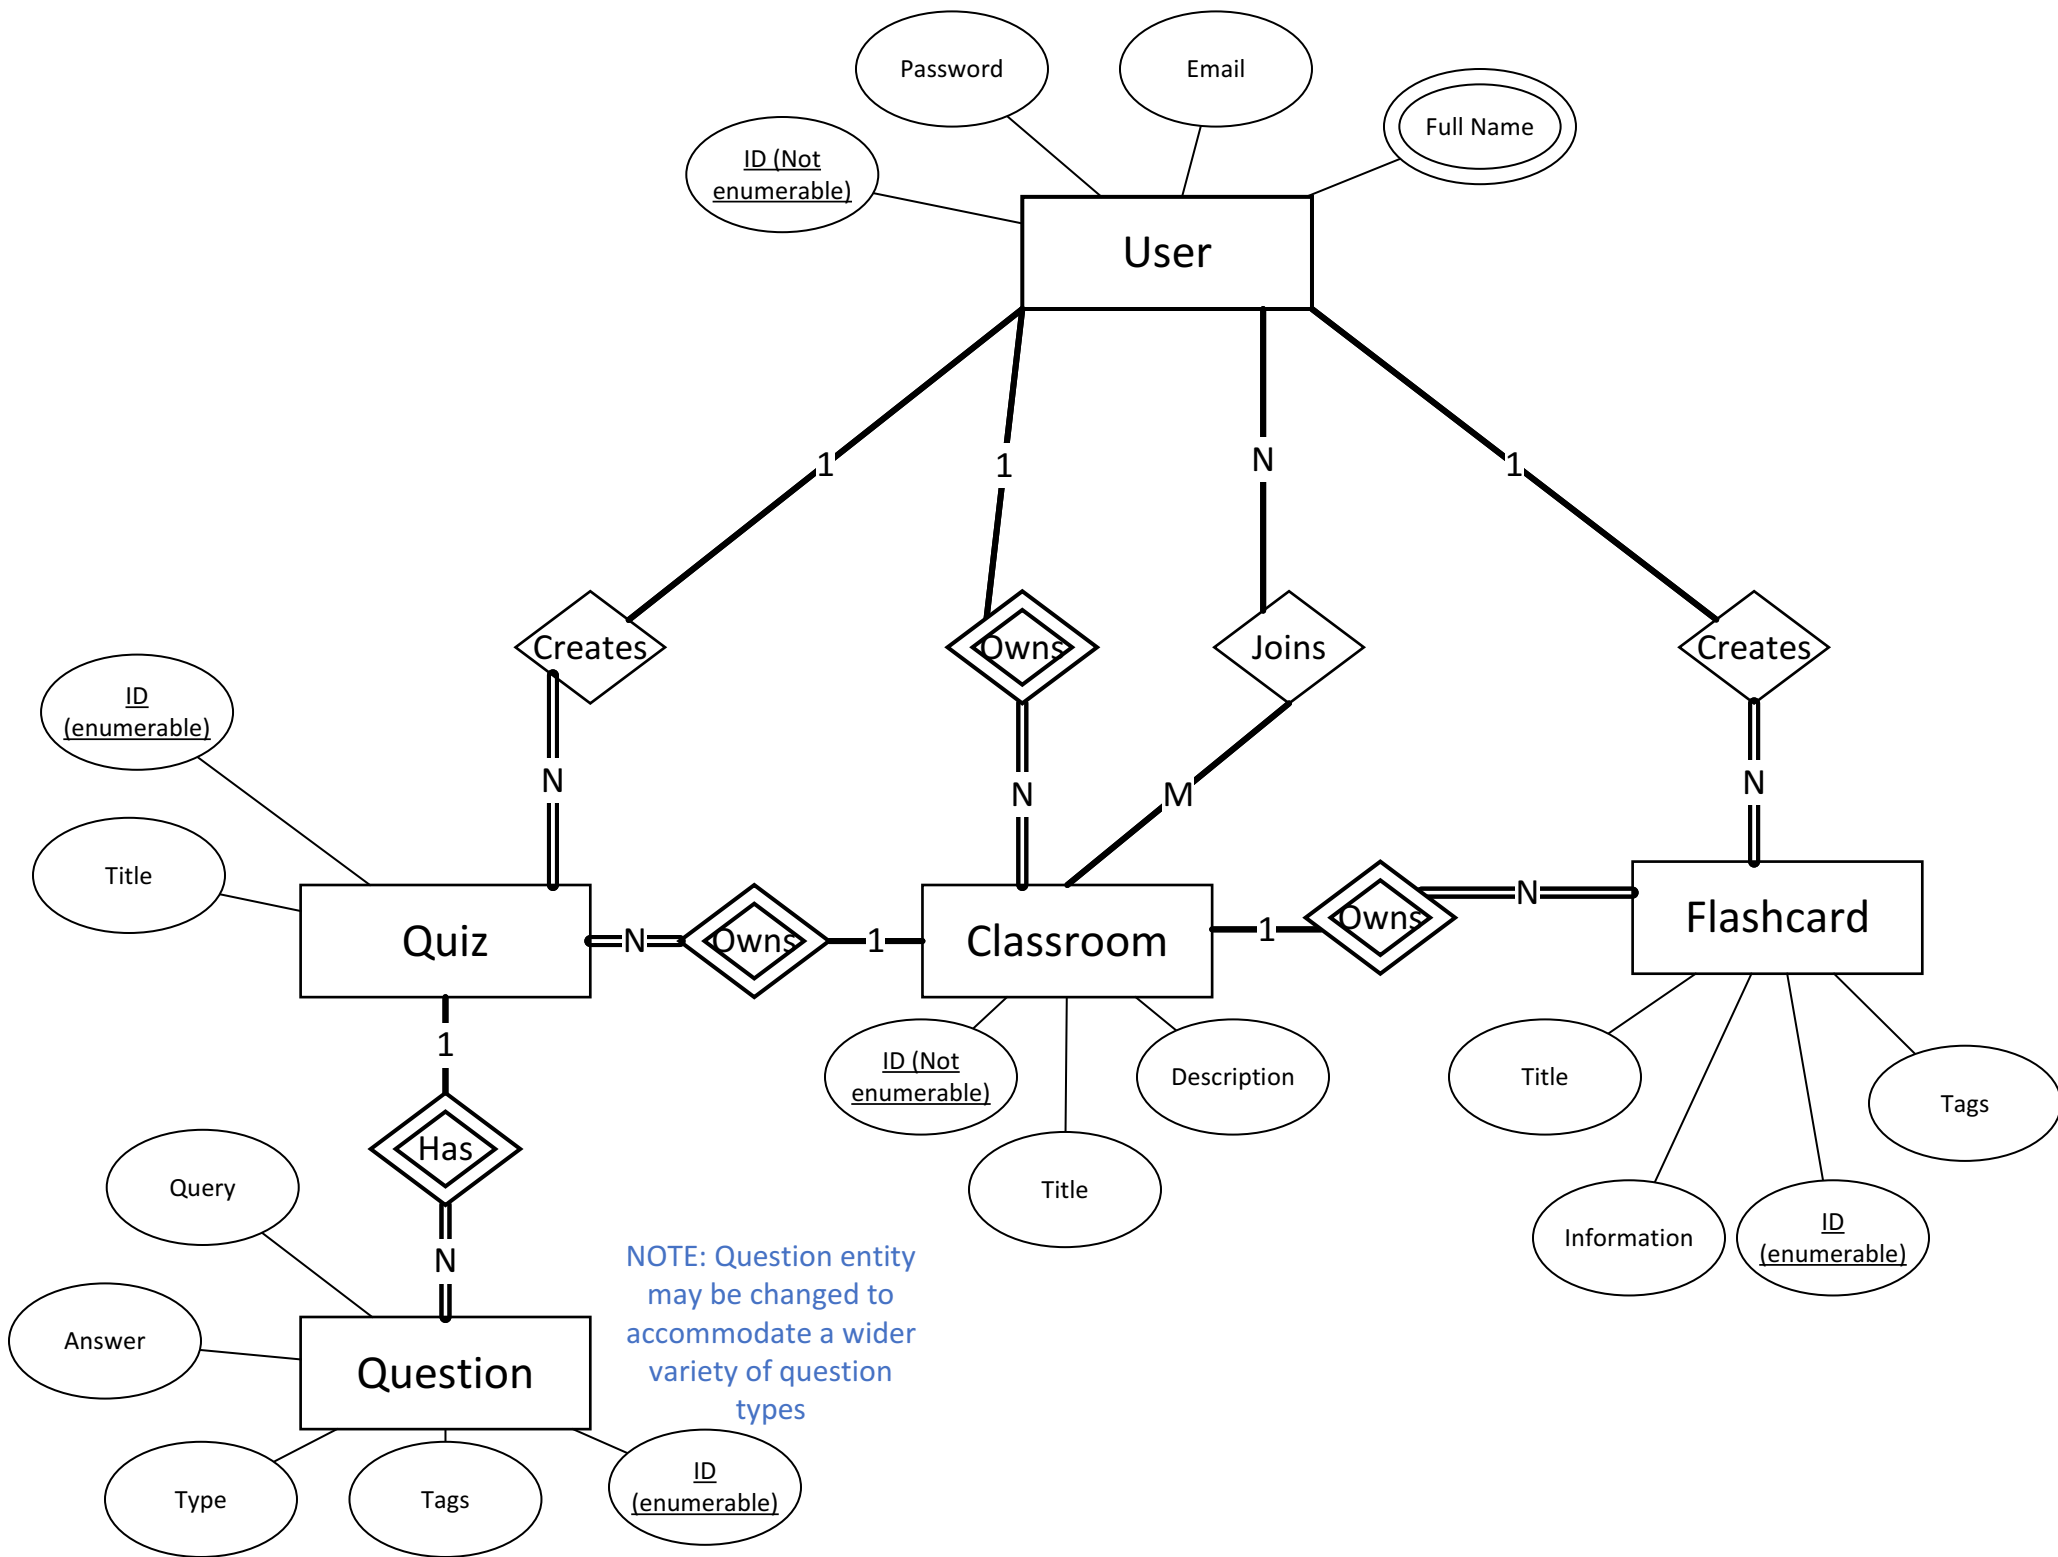 Password
Email
Full Name
ID (Not
enumerable)
User
1
1
N
1
Creates
Owns
Joins
Creates
ID
(enumerable)
N
N
M
N
Title
Quiz
N
Owns
1
Classroom
1
Owns
N
Flashcard
1
ID (Not
enumerable)
Description
Title
Tags
Has
Query
Title
Information
ID
(enumerable)
N
NOTE: Question entity
may be changed to
accommodate a wider
variety of question
types
Answer
Question
Type
Tags
ID
(enumerable)